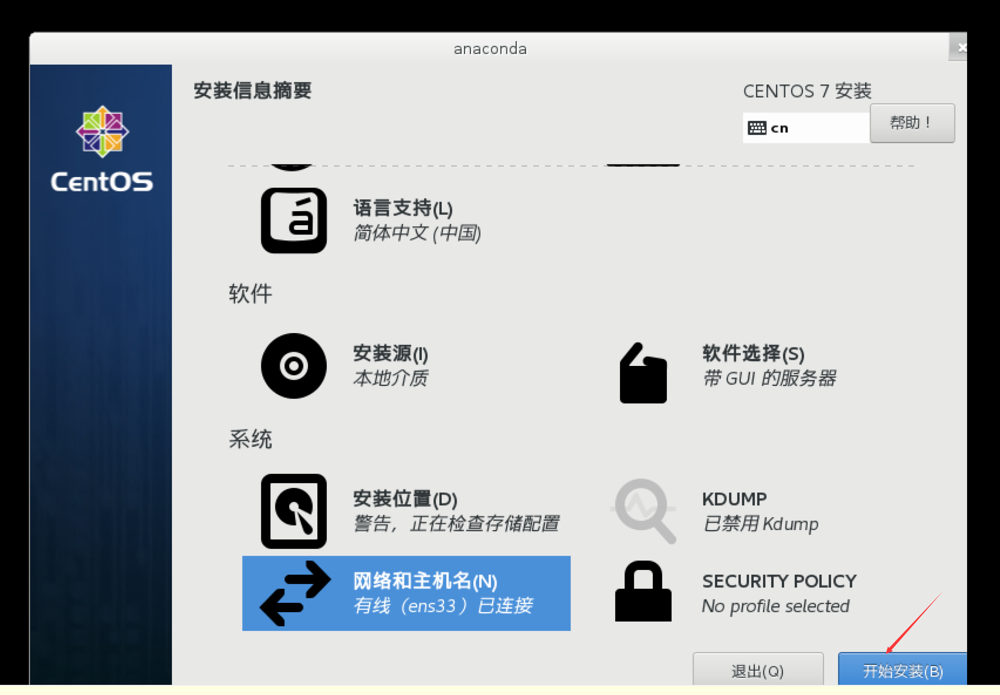 anaconda
安装信息摘要
CENTOS 7 安装
cn
帮助！
CentOS
语言支持(L)
简体中文 (中国)
软件
安装源(I)
本地介质
软件选择(S)
带 GUI 的服务器
系统
安装位置(D)
警告，正在检查存储配置
KDUMP
已禁用 Kdump
网络和主机名(N)
有线（ens33）已连接
SECURITY POLICY
No profile selected
退出(Q)
开始安装(B)